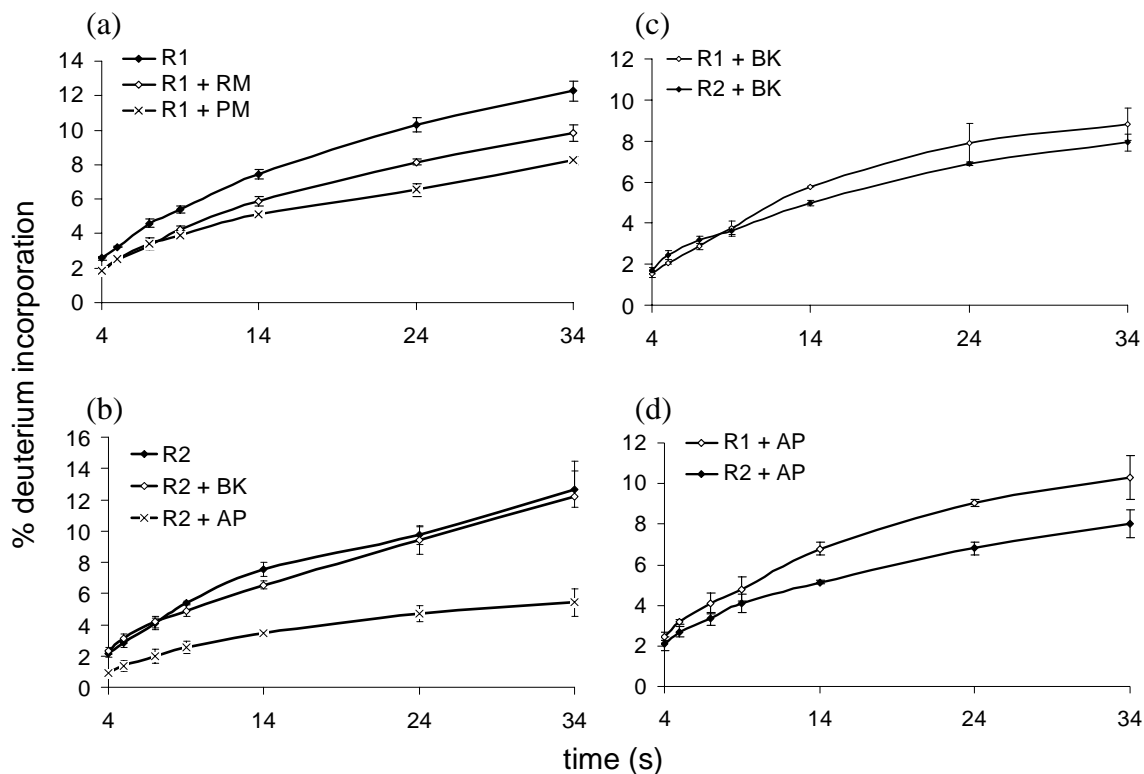 % deuterium incorporation
(a)
R1
R1 + RM
R1 + PM
14
12
10
8
6
4
2
0
4 14 24 34
(c)
R1 + BK
R2 + BK
12
10
8
6
4
2
0
4 14 24 34
(b)
R2
R2 + BK
R2 + AP
16
14
12
10
8
6
4
2
0
4 14 24 34
(d)
R1 + AP
R2 + AP
12
10
8
6
4
2
0
4 14 24 34
time (s)